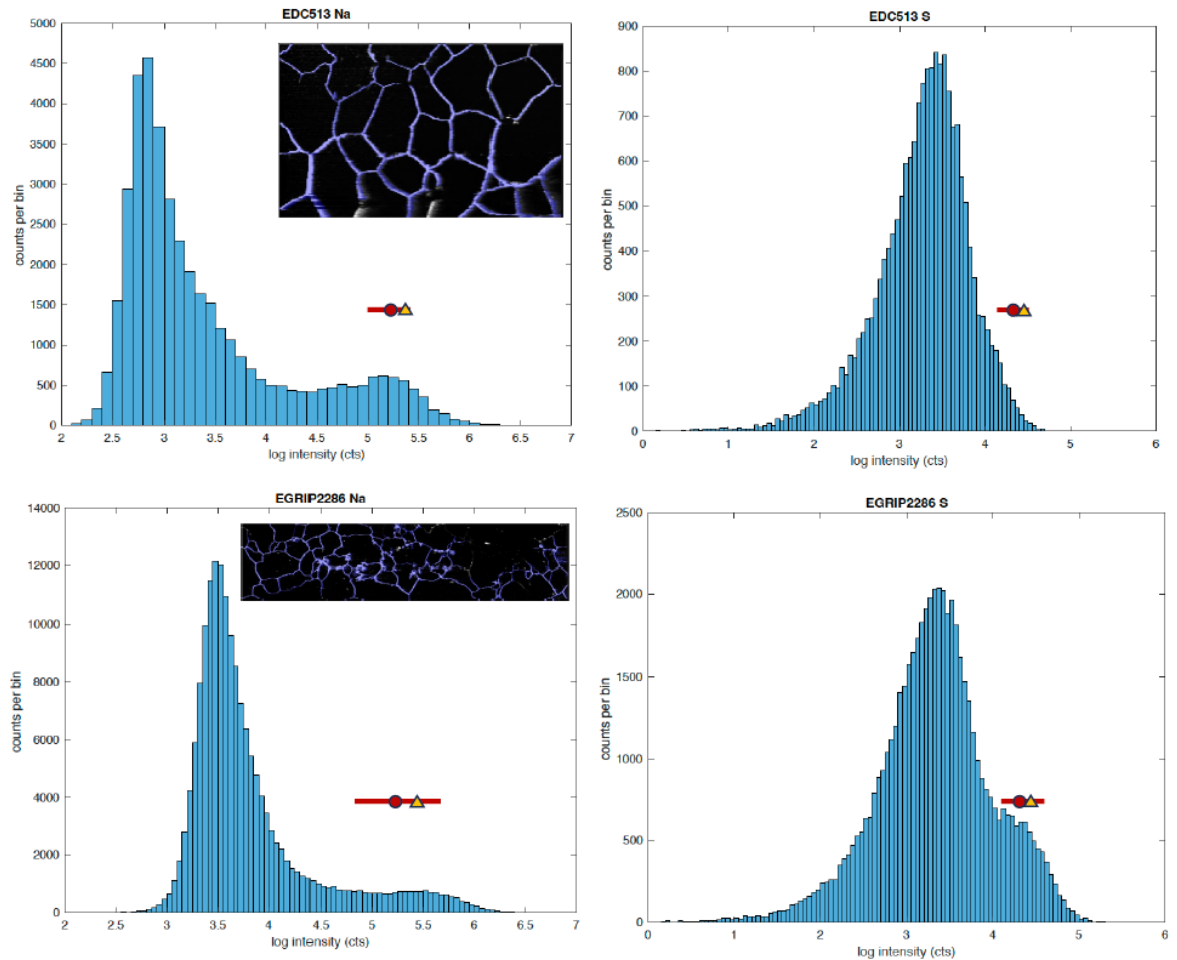 EDC513 Na
5000
4500
4000
3500
3000
2500
2000
1500
1000
500
0
counts per bin
2 2.5 3 3.5 4 4.5 5 5.5 6 6.5 7
log intensity (cts)
EDC513 S
900
800
700
600
500
400
300
200
100
0
counts per bin
0 1 2 3 4 5 6
log intensity (cts)
EGRIP2286 Na
14000
12000
10000
8000
6000
4000
2000
0
counts per bin
2 2.5 3 3.5 4 4.5 5 5.5 6 6.5 7
log intensity (cts)
EGRIP2286 S
2500
2000
1500
1000
500
0
counts per bin
0 1 2 3 4 5 6
log intensity (cts)